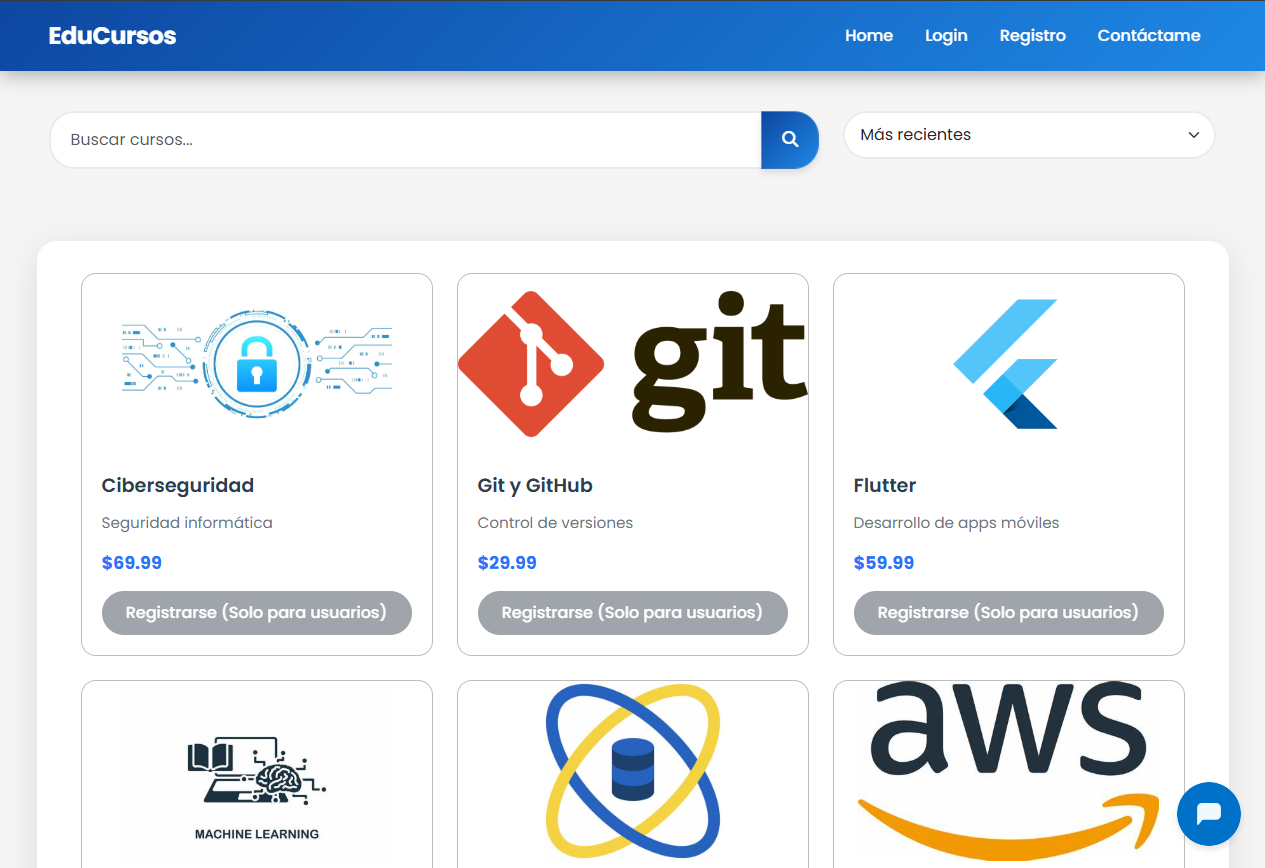 EduCursos
Home Login Registro Contáctame
Buscar cursos...
Más recientes
git
Ciberseguridad
Seguridad informática
$69.99
Registrarse (Solo para usuarios)
Git y GitHub
Control de versiones
$29.99
Registrarse (Solo para usuarios)
Flutter
Desarrollo de apps móviles
$59.99
Registrarse (Solo para usuarios)
MACHINE LEARNING
aws